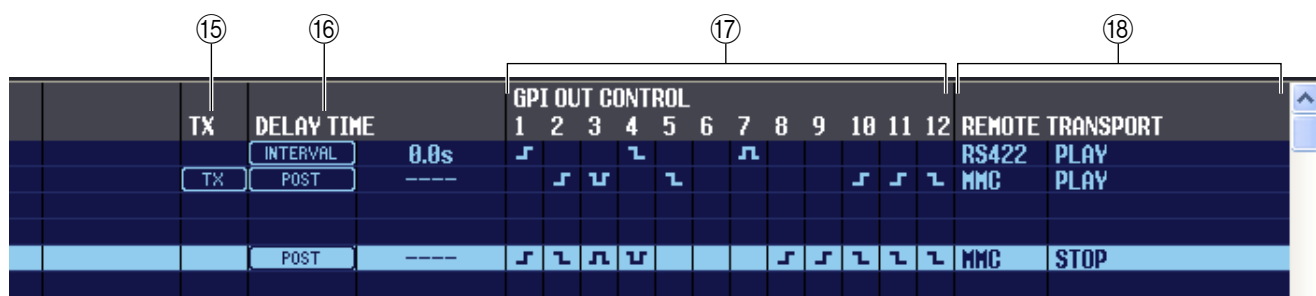 ⑮ ⑯ ⑰ ⑱
GPI OUT CONTROL
TX DELAY TIME 1 2 3 4 5 6 7 8 9 10 11 12 REMOTE TRANSPORT
INTERVAL 0.0s RS422 PLAY
TX POST ---- MMC PLAY
POST ---- MMC STOP